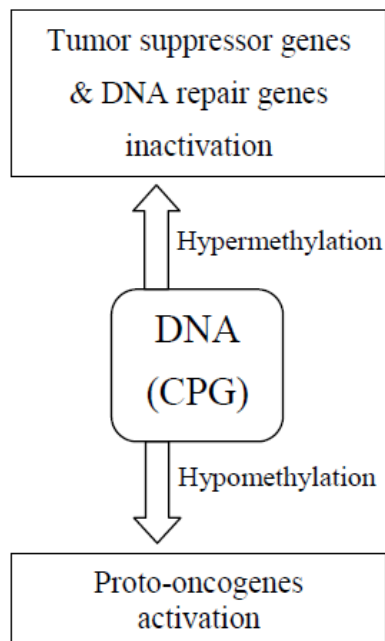 Tumor suppressor genes
& DNA repair genes
inactivation
Hypermethylation
DNA
(CPG)
Hypomethylation
Proto-oncogenes
activation